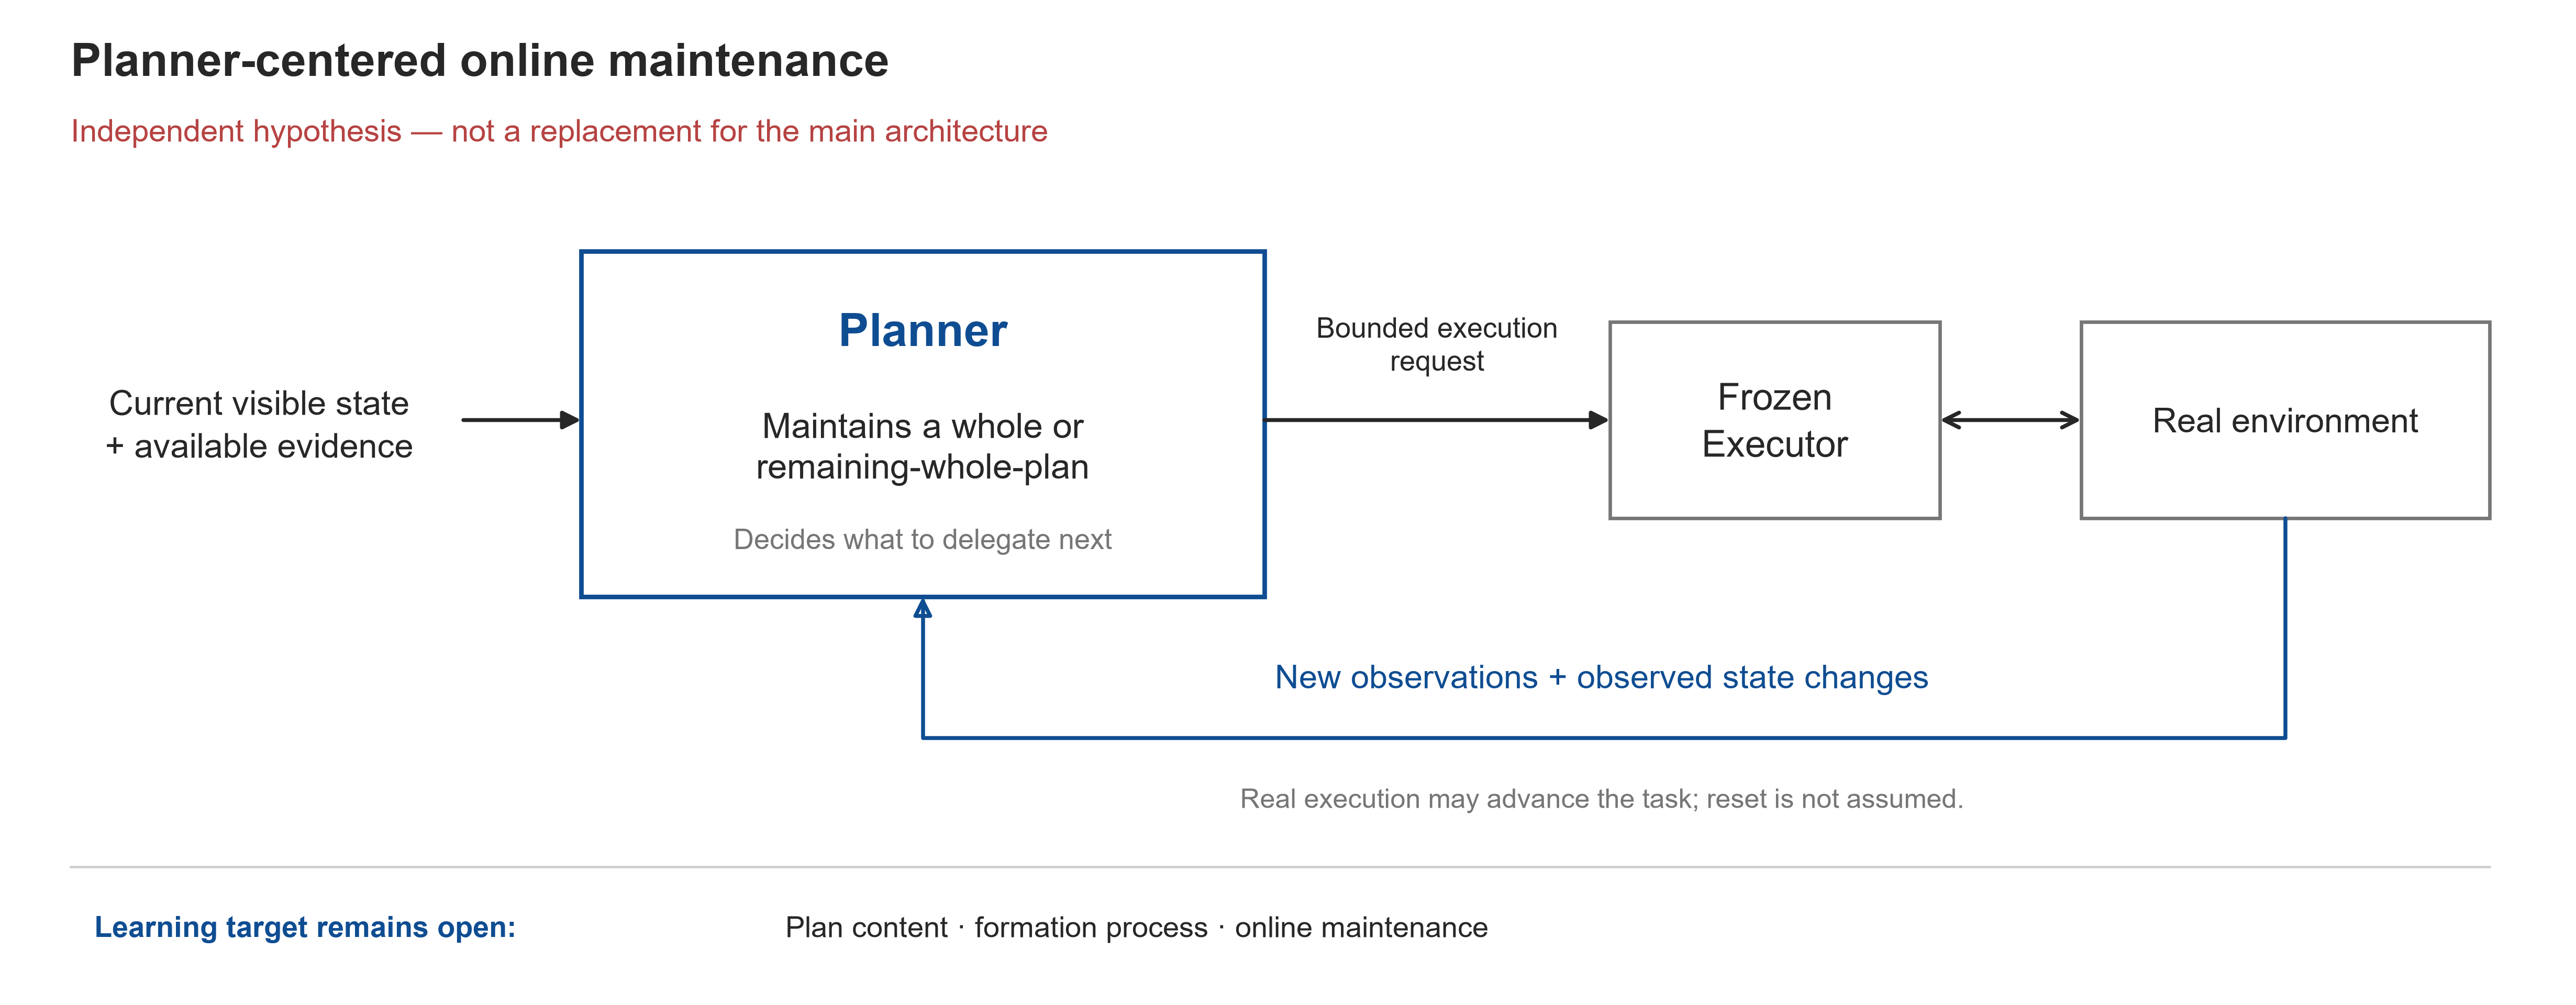 Planner-centered online maintenance
Independent hypothesis — not a replacement for the main architecture
Current visible state
+ available evidence
Planner
Maintains a whole or
remaining-whole-plan
Decides what to delegate next
Bounded execution
request
Frozen
Executor
Real environment
New observations + observed state changes
Real execution may advance the task; reset is not assumed.
Learning target remains open:
Plan content · formation process · online maintenance